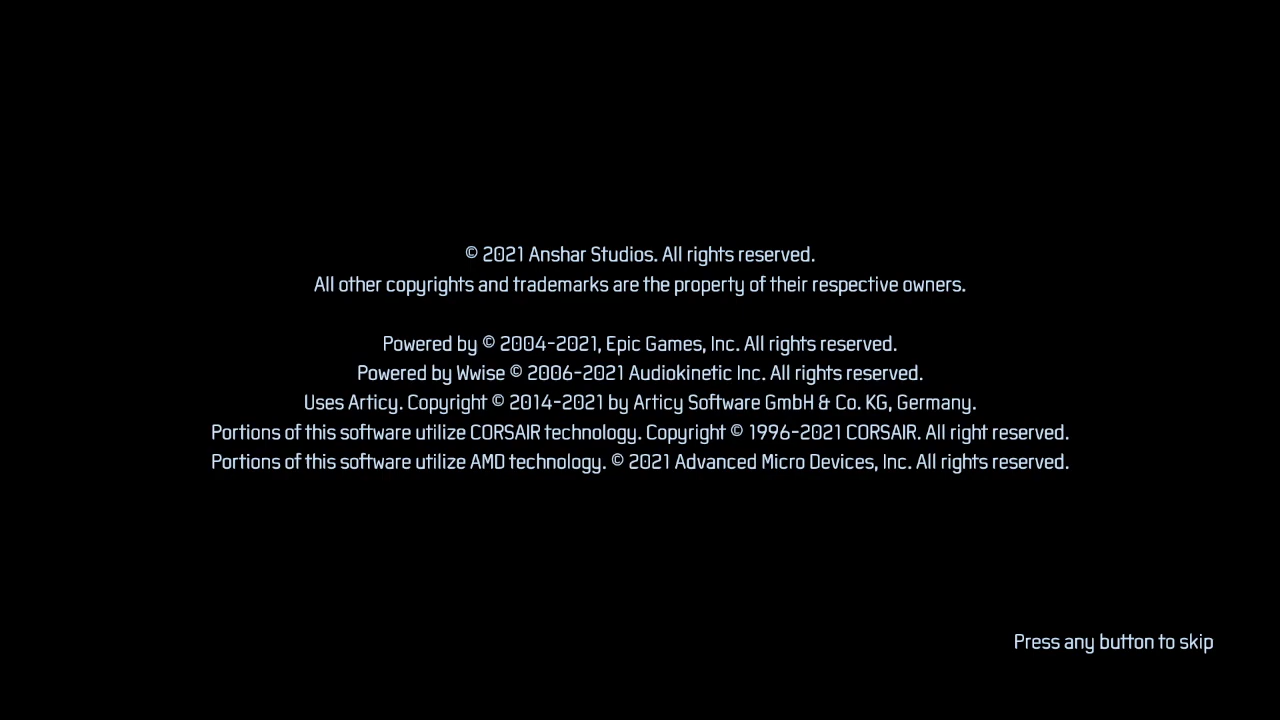 © 2021 Anshar Studios. All rights reserved.
All other copyrights and trademarks are the property of their respective owners.
Powered by © 2004-2021, Epic Games, Inc. All rights reserved.
Powered by Wwise © 2006-2021 Audiokinetic Inc. All rights reserved.
Uses Articy. Copyright © 2014-2021 by Articy Software GmbH & Co. KG, Germany.
Portions of this software utilize CORSAIR technology. Copyright © 1996-2021 CORSAIR. All right reserved.
Portions of this software utilize AMD technology. © 2021 Advanced Micro Devices, Inc. All rights reserved.
Press any button to skip